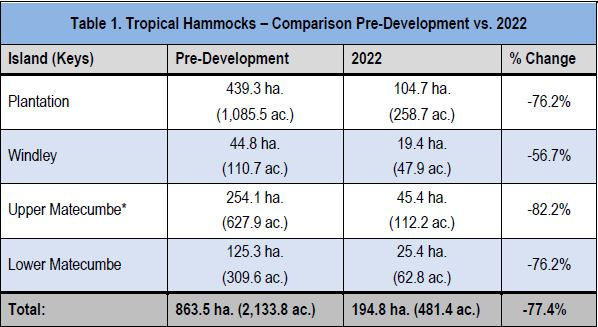 Table 1. Tropical Hammocks – Comparison Pre-Development vs. 2022
Island (Keys) Pre-Development 2022 % Change
Plantation 439.3 ha. 104.7 ha. -76.2%
(1,085.5 ac.) (258.7 ac.)
Windley 44.8 ha. 19.4 ha. -56.7%
(110.7 ac.) (47.9 ac.)
Upper Matecumbe* 254.1 ha. 45.4 ha. -82.2%
(627.9 ac.) (112.2 ac.)
Lower Matecumbe 125.3 ha. 25.4 ha. -76.2%
(309.6 ac.) (62.8 ac.)
Total: 863.5 ha. (2,133.8 ac.) 194.8 ha. (481.4 ac.) -77.4%